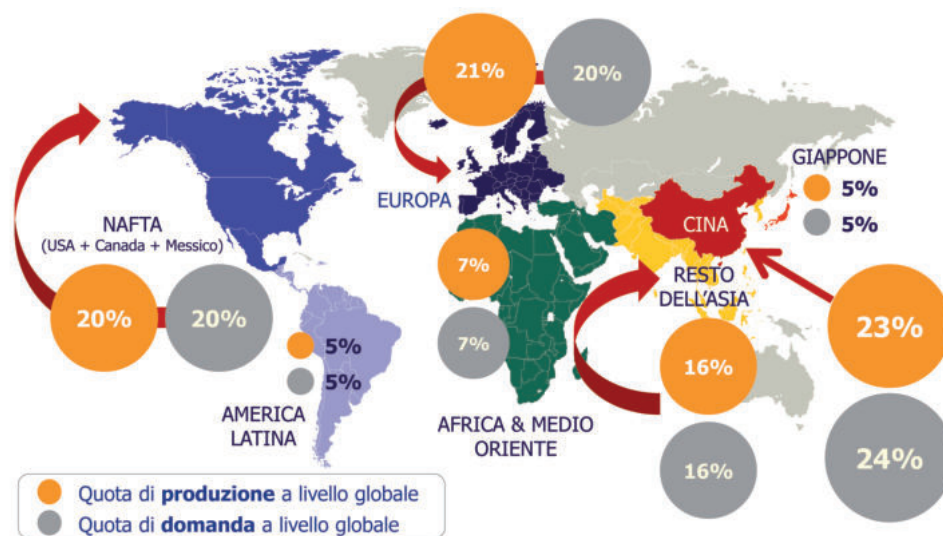 21%
20%
GIAPPONE
5%
5%
EUROPA
CINA
NAFTA
(USA + Canada + Messico)
7%
RESTO
DELL'ASIA
20%
20%
23%
5%
5%
7%
16%
AMERICA
LATINA
AFRICA & MEDIO
ORIENTE
16%
24%
Quota di produzione a livello globale
Quota di domanda a livello globale